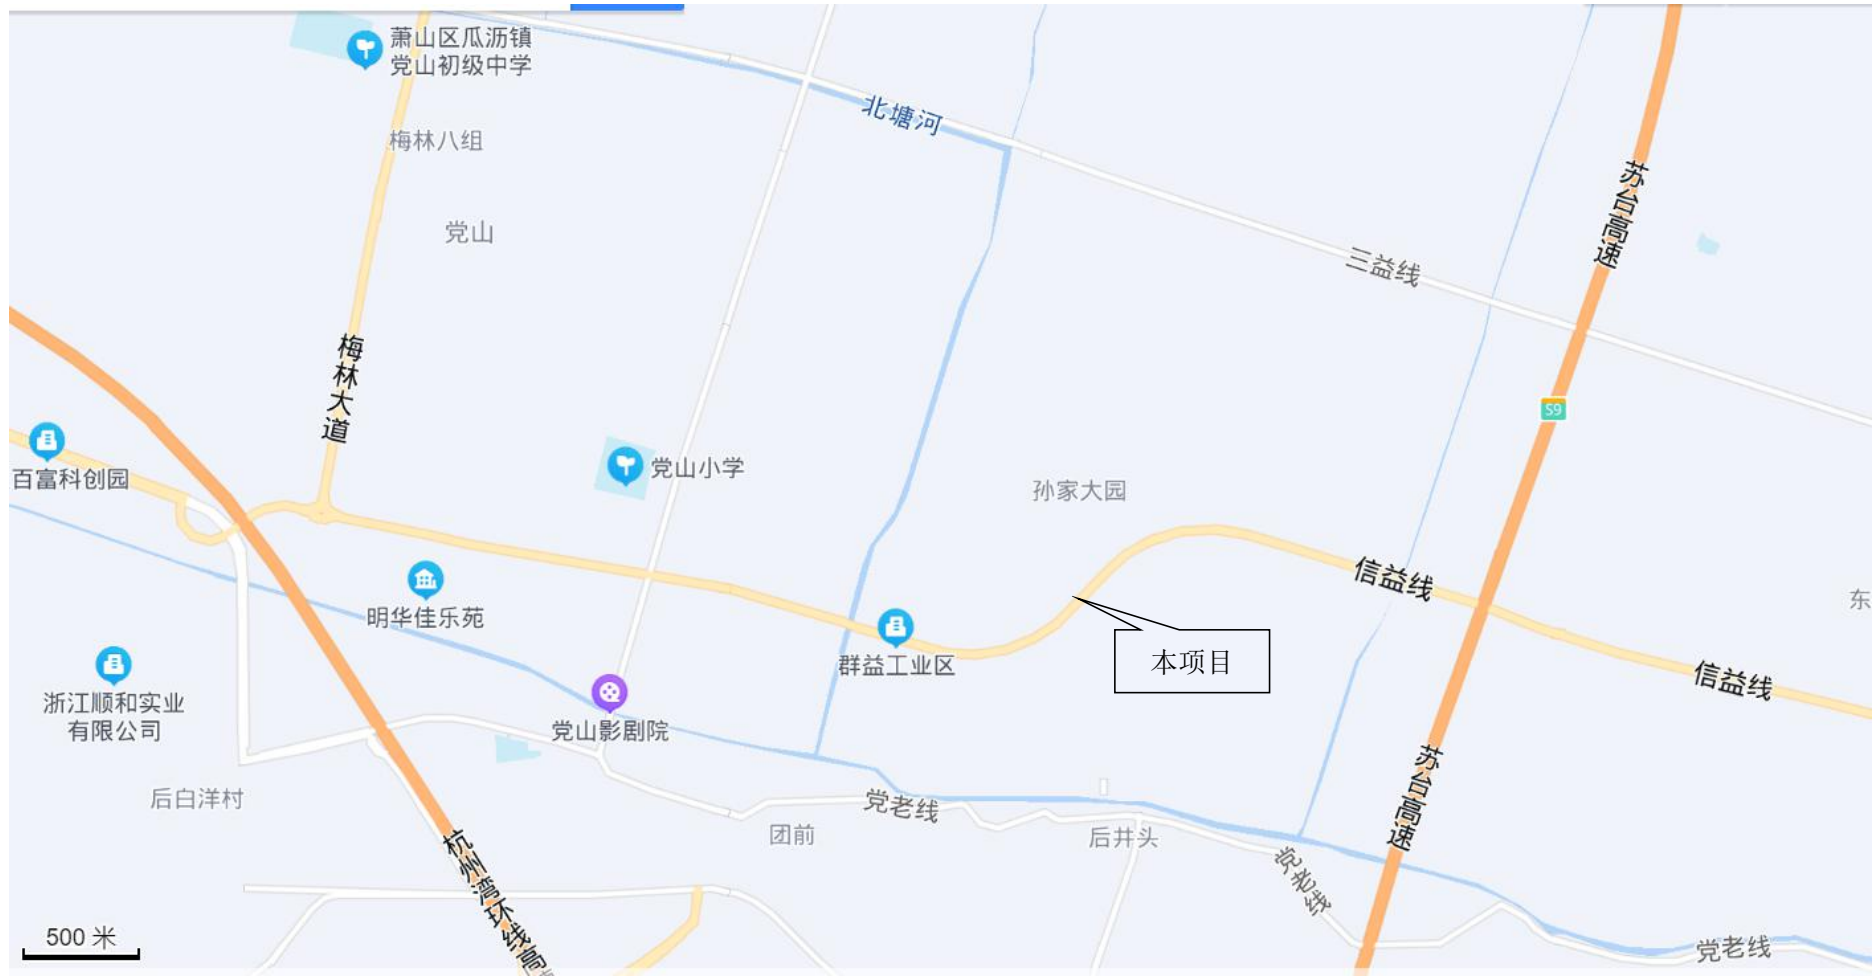 萧山区瓜沥镇
党山初级中学
北塘河
梅林八组
苏台高速
党山
三益线
梅林大道
S9
百富科创园
党山小学
孙家大园
信益线
明华佳乐苑
东
群益工业区
本项目
信益线
浙江顺和实业
有限公司
党山影剧院
苏台高速
后白洋村
党老线
团前
后井头
杭州湾环线高
党老线
500 米
党老线